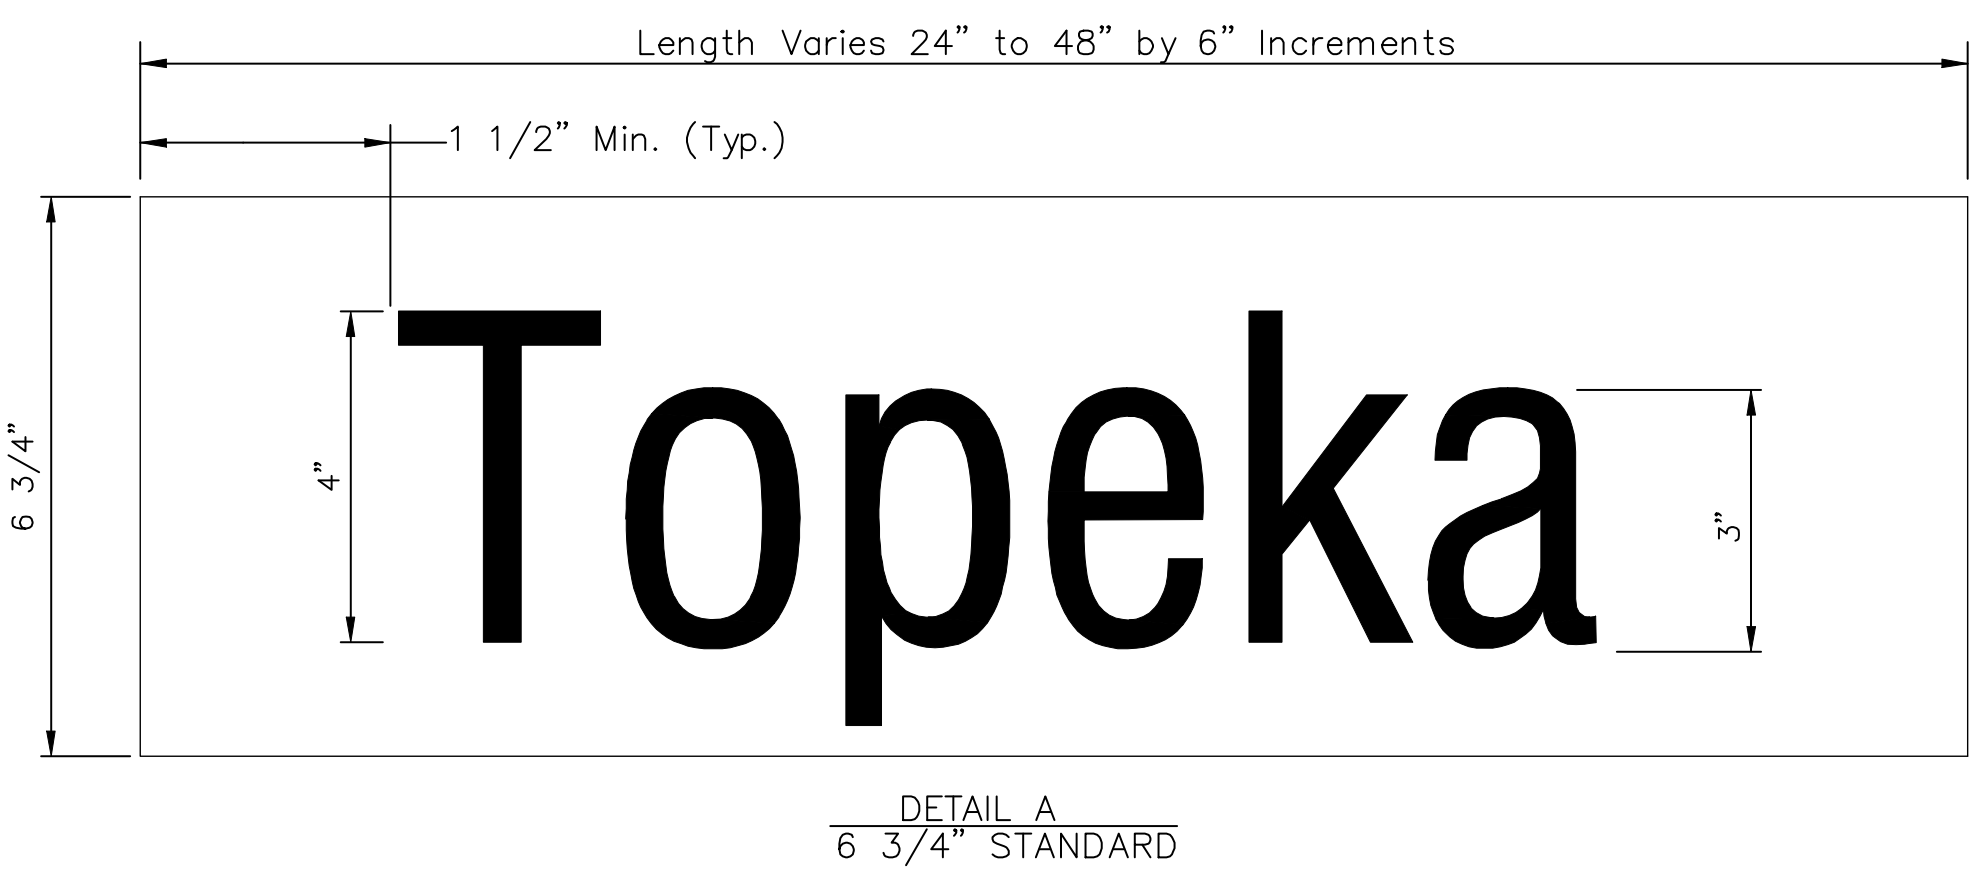 Length Varies 24” to 48” by 6” Increments
1 1/2” Min. (Typ.)
6 3/4”
4”
Topeka
3”
DETAIL A
6 3/4” STANDARD